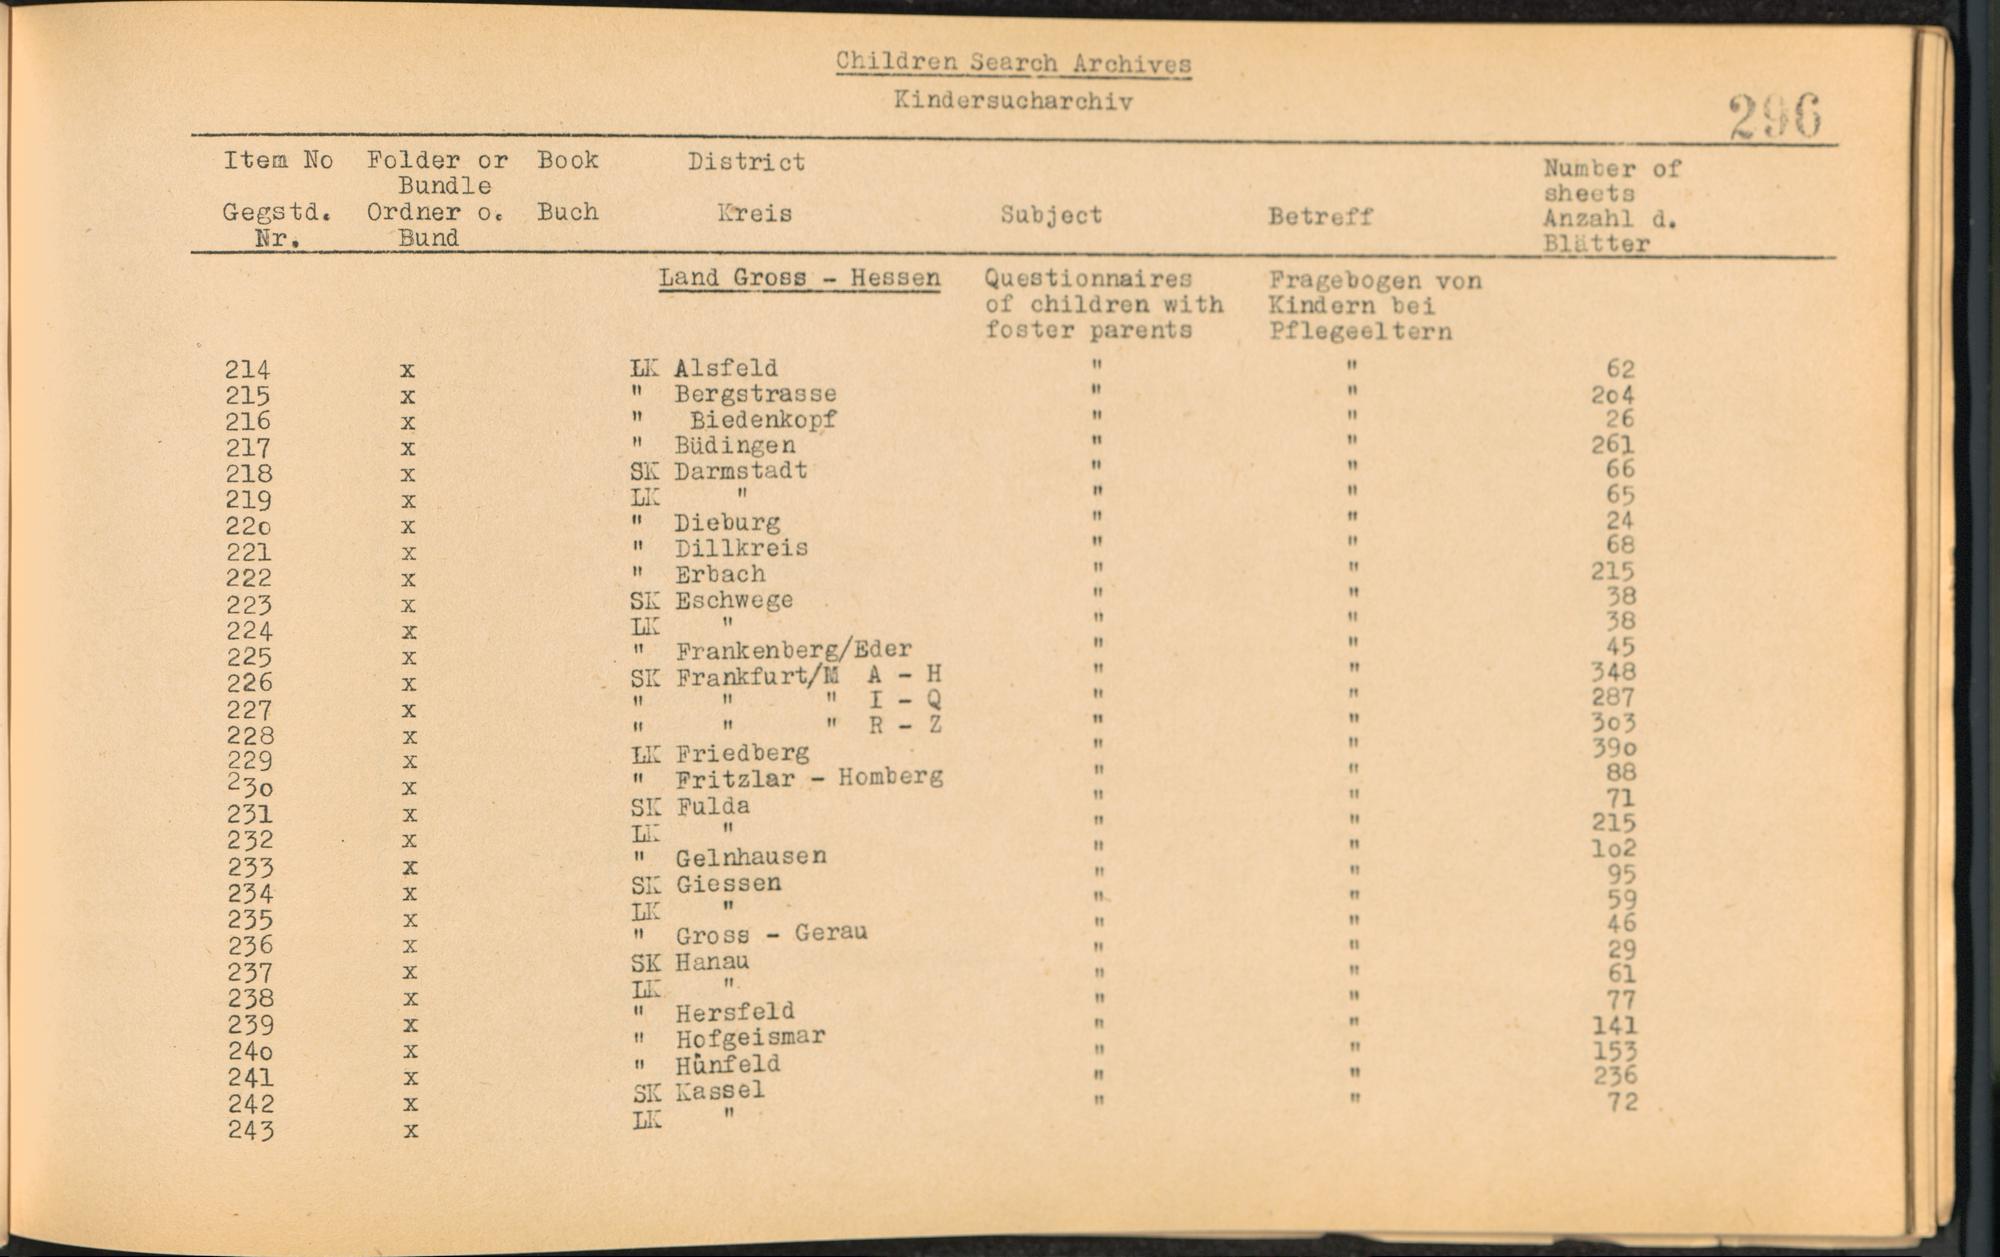 Children Search Archives
Kindersucharchiv
296
Item No Folder or Book District Number of
Bundle sheets
Gegstd. Ordner o. Buch Kreis Subject Betreff Anzahl d.
Nr. Bund Blätter
Land Gross - Hessen Questionnaires Fragebogen von
of children with Kindern bei
foster parents Pflegeeltern
214 x LK Alsfeld " " 62
215 x " Bergstrasse " " 2o4
216 x " Biedenkopf " " 26
217 x " Büdingen " " 261
218 x SK Darmstadt " " 66
219 x LK " " " 65
22o x " Dieburg " " 24
221 x " Dillkreis " " 68
222 x " Erbach " " 215
223 x SK Eschwege " " 38
224 x LK " " " 38
225 x " Frankenberg/Eder " " 45
226 x SK Frankfurt/M A - H " " 348
227 x " " " I - Q " " 287
228 x " " " R - Z " " 3o3
229 x LK Friedberg " " 39o
23o x " Fritzlar - Homberg " " 88
231 x SK Fulda " " 71
232 x LK " " " 215
233 x " Gelnhausen " " lo2
234 x SK Giessen " " 95
235 x LK " " " 59
236 x " Gross - Gerau " " 46
237 x SK Hanau " " 29
238 x LK " " " 61
239 x " Hersfeld " " 77
24o x " Hofgeismar " " 141
241 x " Hünfeld " " 153
242 x SK Kassel " " 236
243 x LK " " " 72